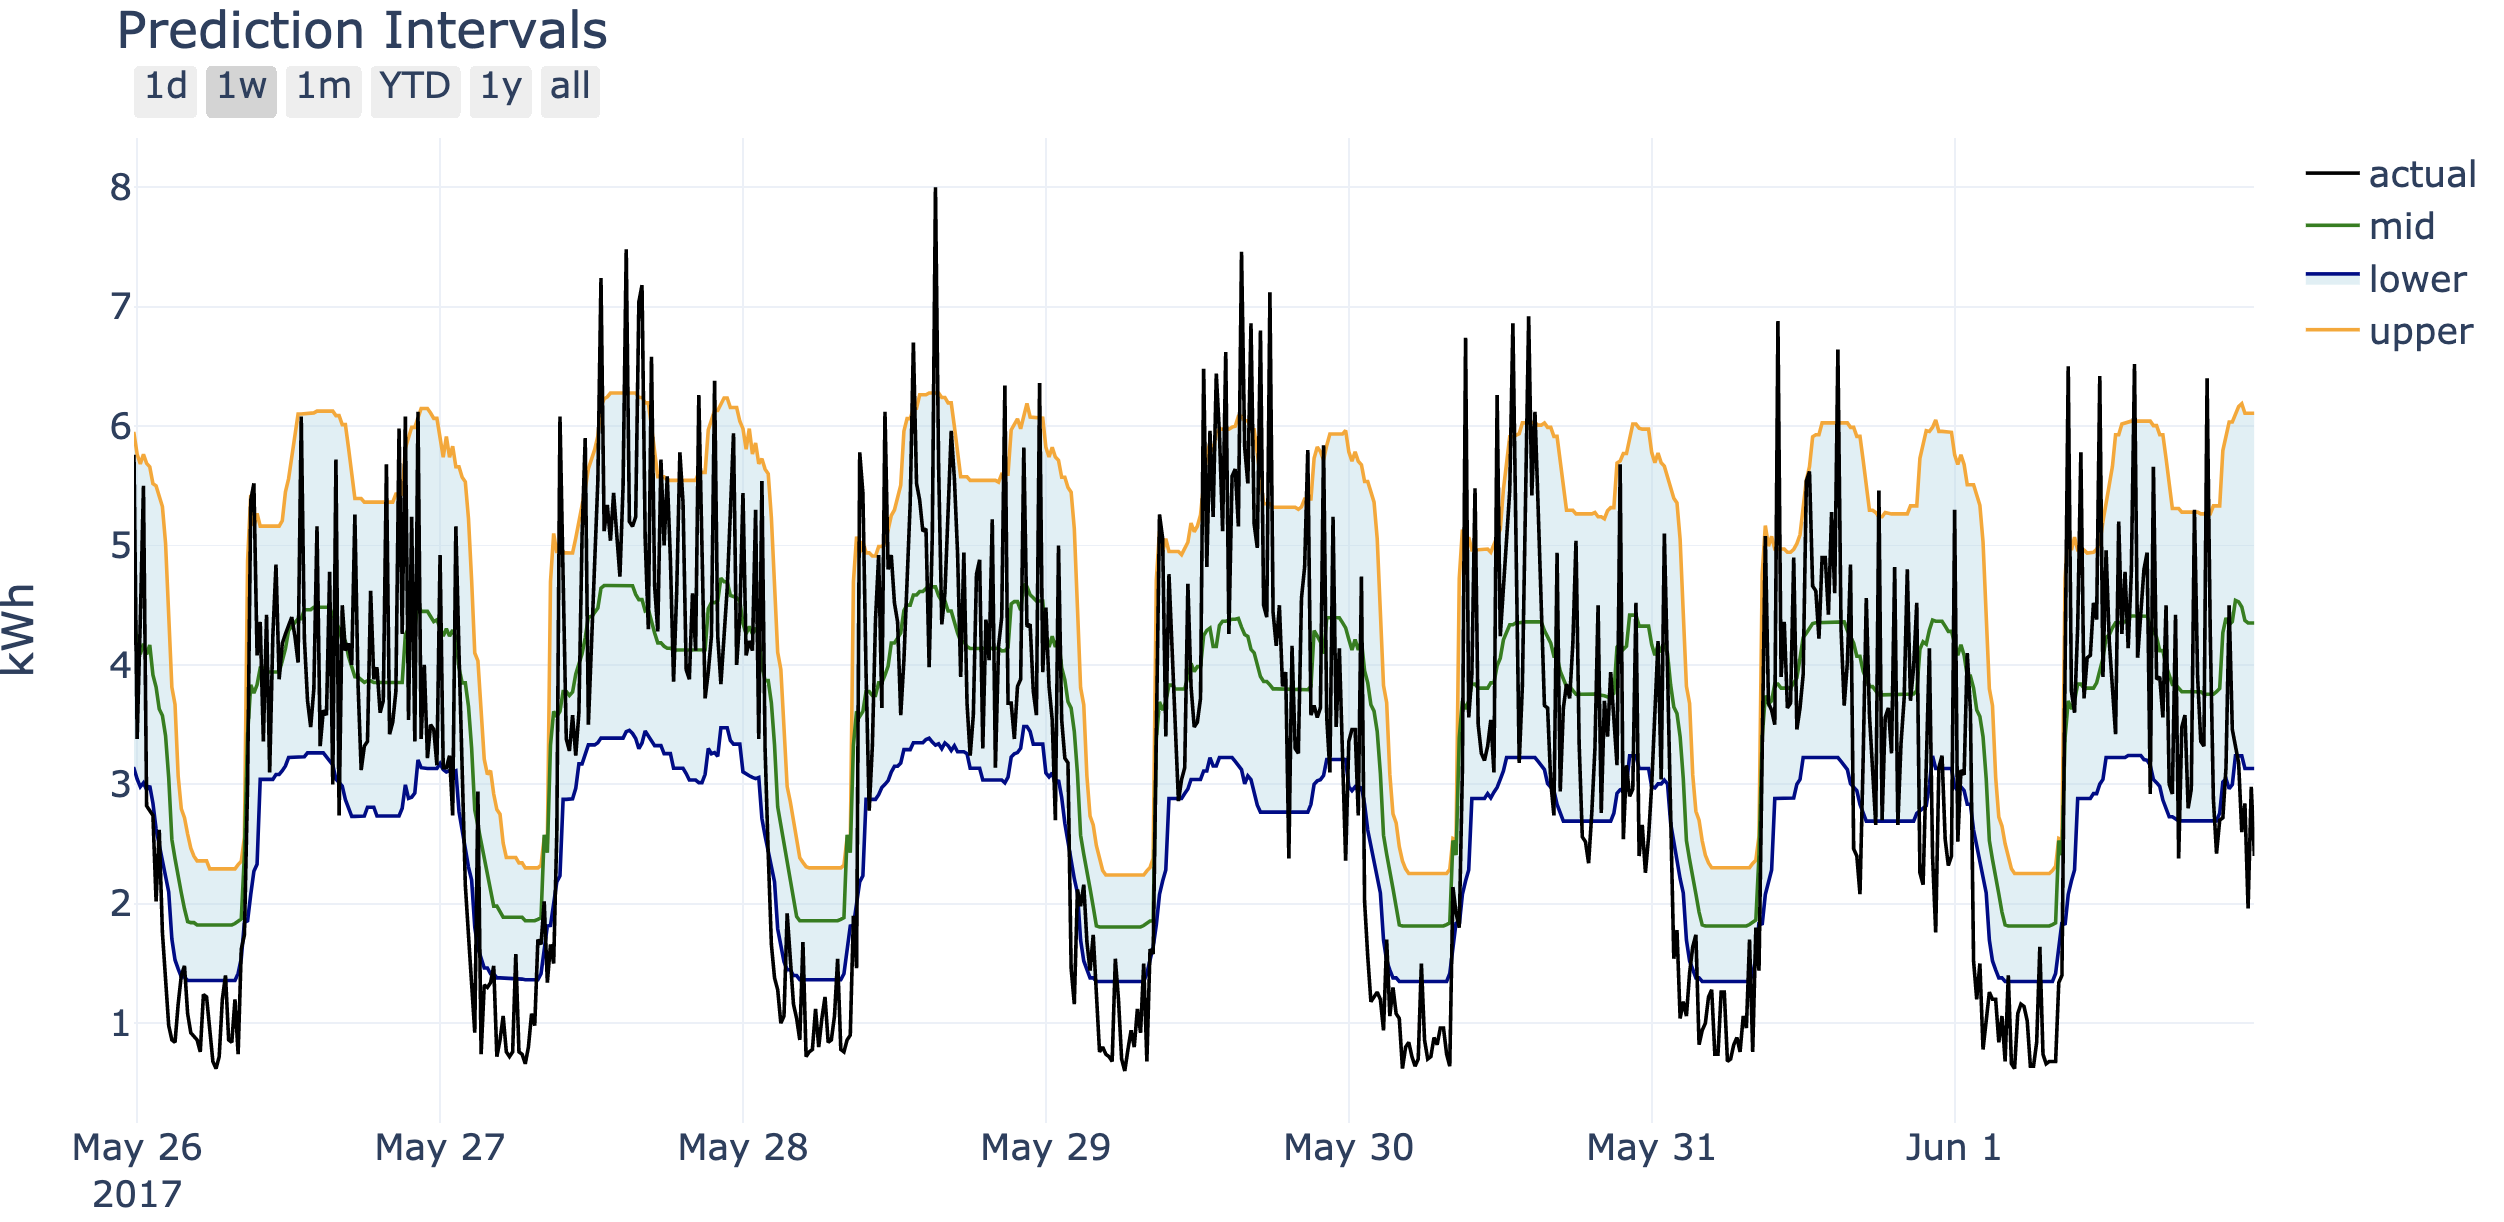 Prediction Intervals
1d 1w 1m YTD 1y all
8
7
6
5
4
3
2
1
kWh
May 26 May 27 May 28 May 29 May 30 May 31 Jun 1
2017
actual
mid
lower
upper